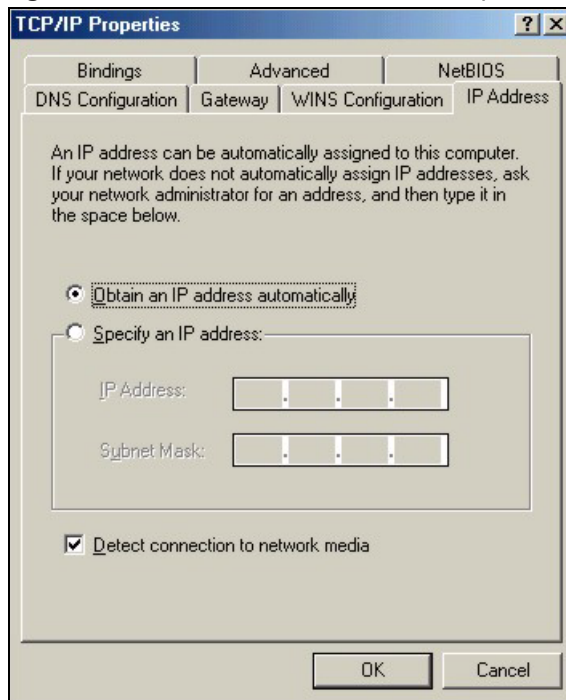 TCP/IP Properties
? ×
Bindings Advanced NetBIOS
DNS Configuration Gateway WINS Configuration IP Address
An IP address can be automatically assigned to this computer.
If your network does not automatically assign IP addresses, ask
your network administrator for an address, and then type it in
the space below.
Obtain an IP address automatically
Specify an IP address:
IP Address:
. . .
Subnet Mask:
. . .
Detect connection to network media
OK Cancel